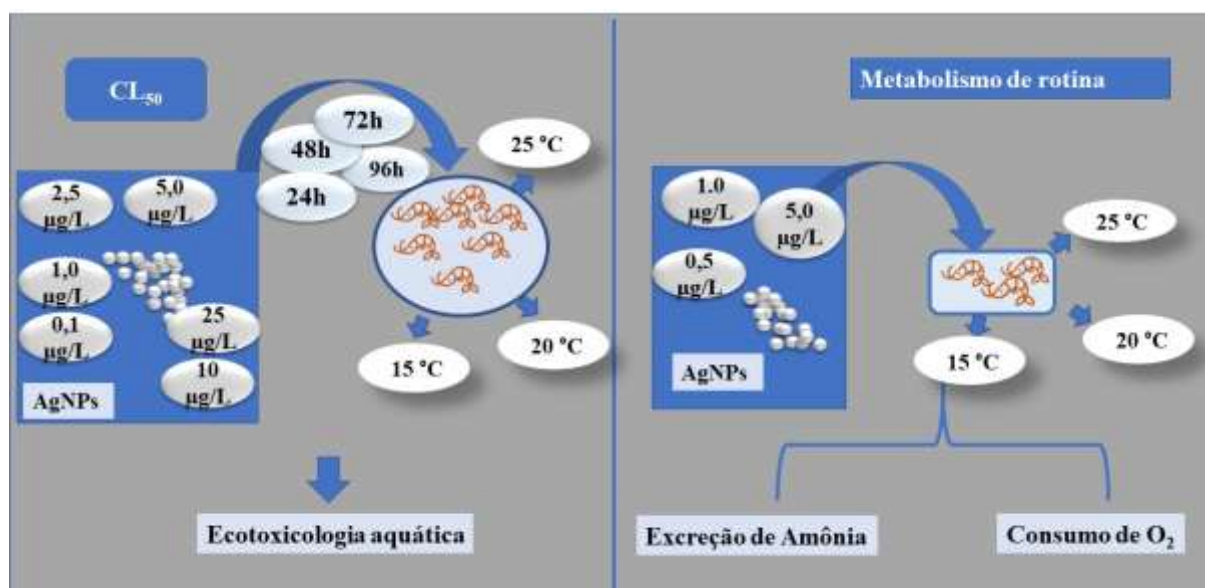 CL₅₀
72h
48h
96h
24h
25 °C
2,5
µg/L
5,0
µg/L
1,0
µg/L
0,1
µg/L
25
µg/L
10
µg/L
AgNPs
15 °C
20 °C
Ecotoxicologia aquática
Metabolismo de rotina
1.0
µg/L
5,0
µg/L
0,5
µg/L
AgNPs
25 °C
20 °C
15 °C
Excreção de Amônia
Consumo de O₂